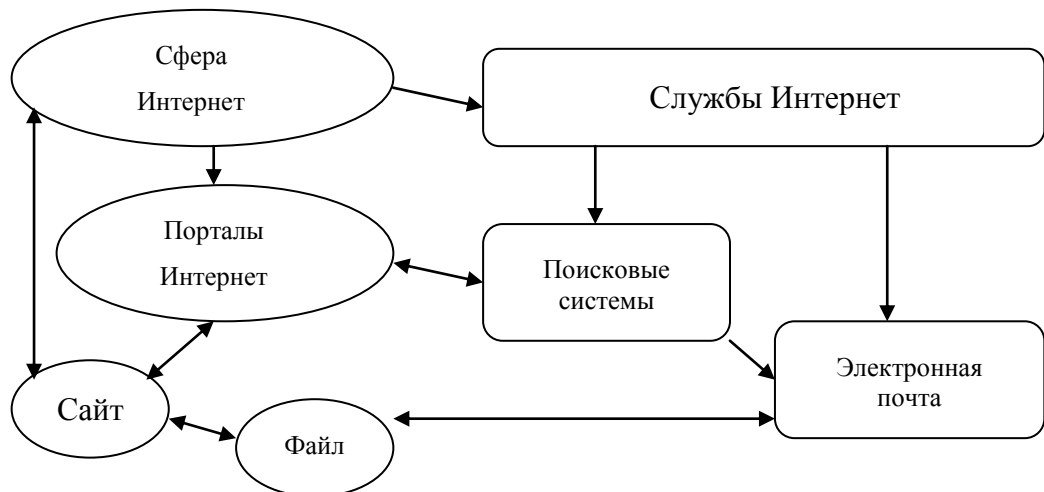 Сфера
Интернет
Службы Интернет
Порталы
Интернет
Поисковые
системы
Электронная
почта
Сайт
Файл